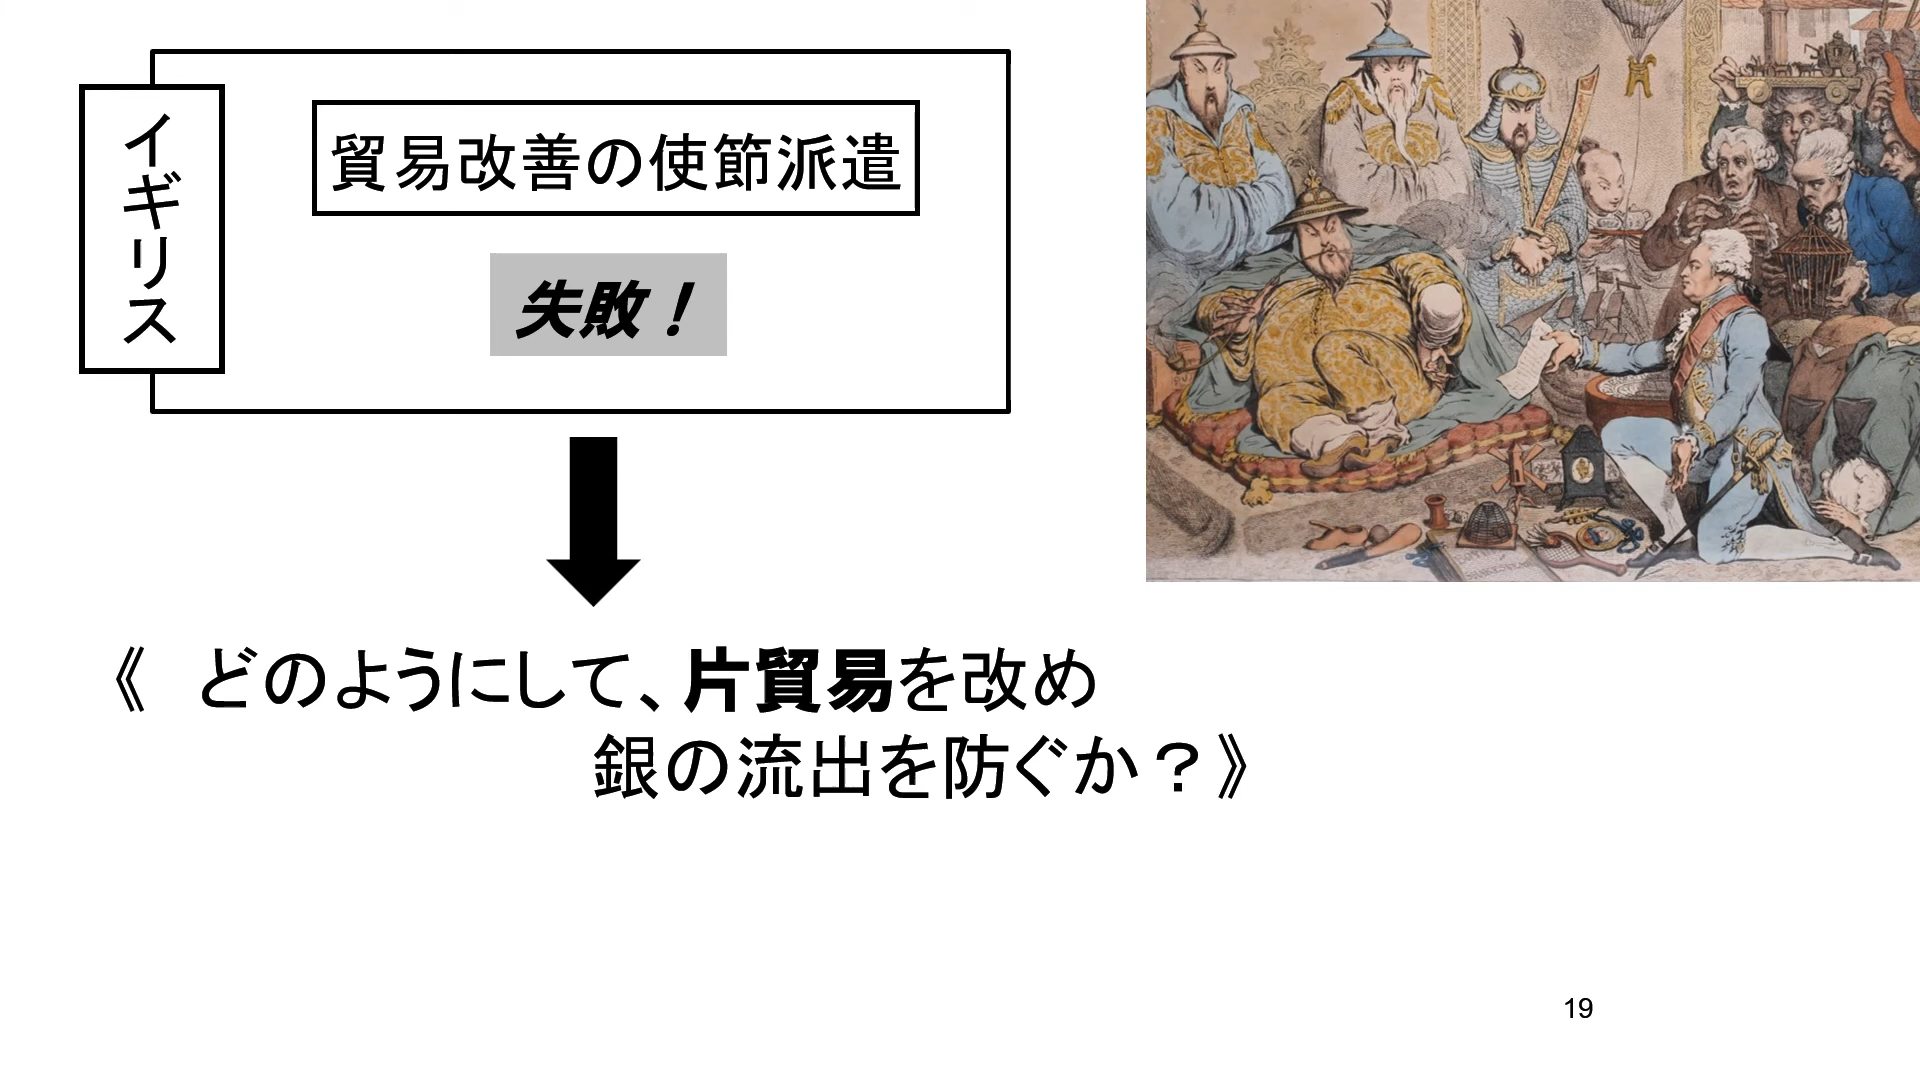 イギリス
貿易改善の使節派遣
失敗！
《　どのようにして、片貿易を改め
銀の流出を防ぐか？》
19